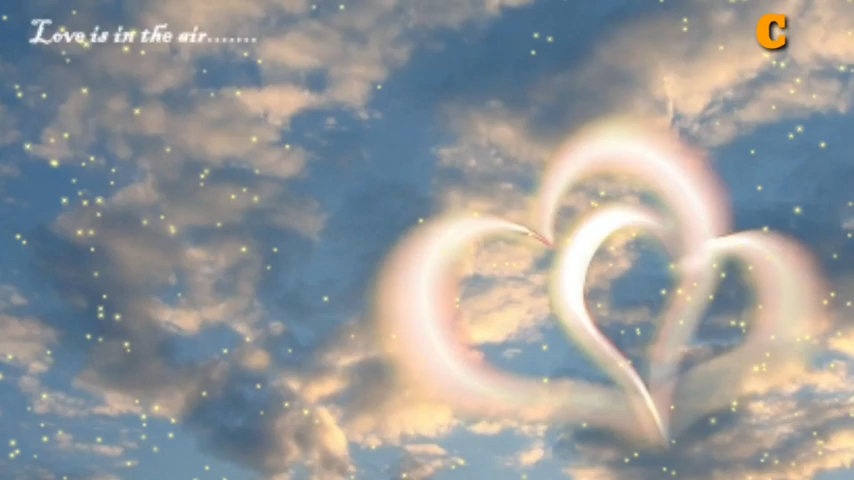 Love is in the air.......
C